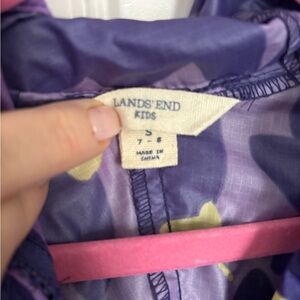 LANDS' END
KIDS
S
7 - 8
MADE IN
CHINA